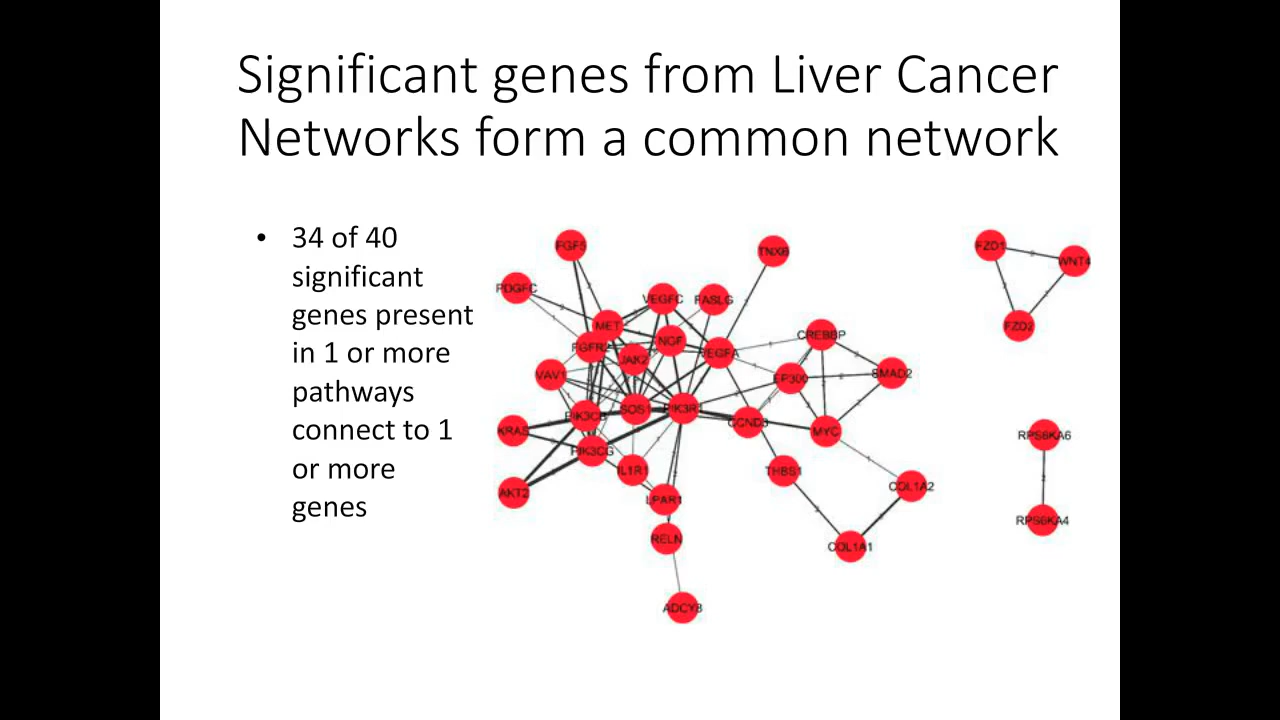 Significant genes from Liver Cancer
Networks form a common network
• 34 of 40
significant
genes present
in 1 or more
pathways
connect to 1
or more
genes
FGF5
TNXB
FZD1
WNT4
PDGFC
VEGFC
FASLG
MET
FZD2
CREBBP
NGF
FGFR2
JAK2
VEGFA
VAV1
EP300
SMAD2
PIK3CB
SOS1
PIK3R1
CCND3
KRAS
MYC
RPS6KA6
PIK3CG
IL1R1
THBS1
AKT2
LPAR1
COL1A2
RPS6KA4
RELN
COL1A1
ADCY8